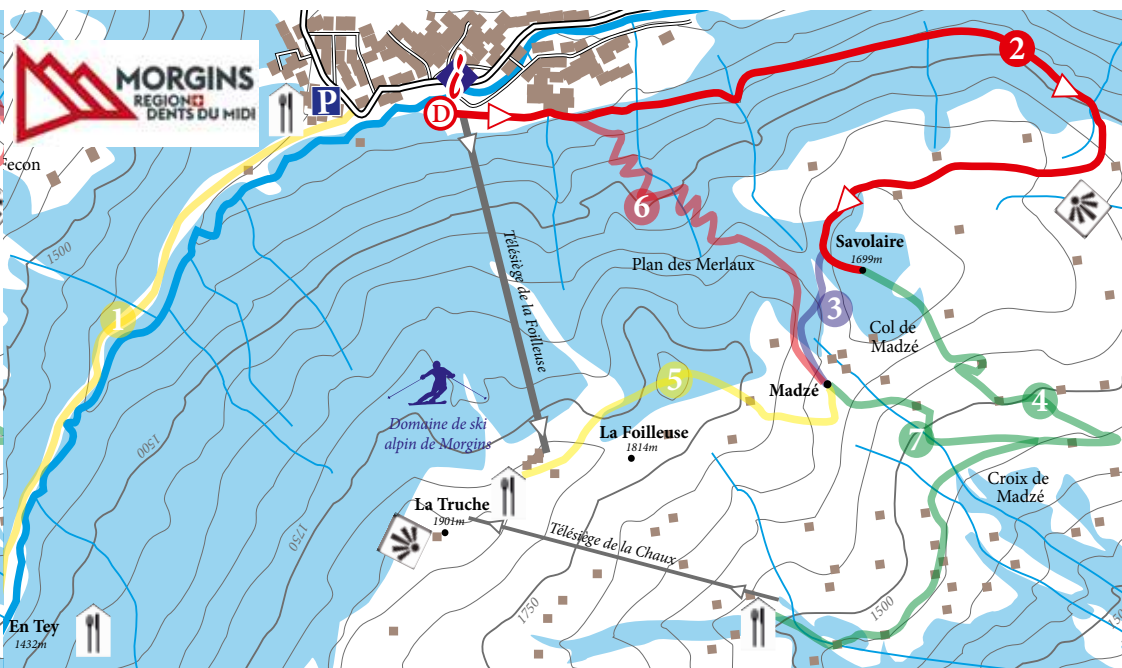 MORGINS
REGION DENTS DU MIDI
P
i
D
2
econ
1500
6
Télésiège de la Foilleuse
Plan des Merlaux
Savolaire
1699m
1
3
Col de
Madzé
5
Madzé
4
Domaine de ski
alpin de Morgins
La Foilleuse
1814m
7
1500
Croix de
Madzé
La Truche
1901m
Télésiège de la Chaux
1750
1750
1500
En Tey
1432m